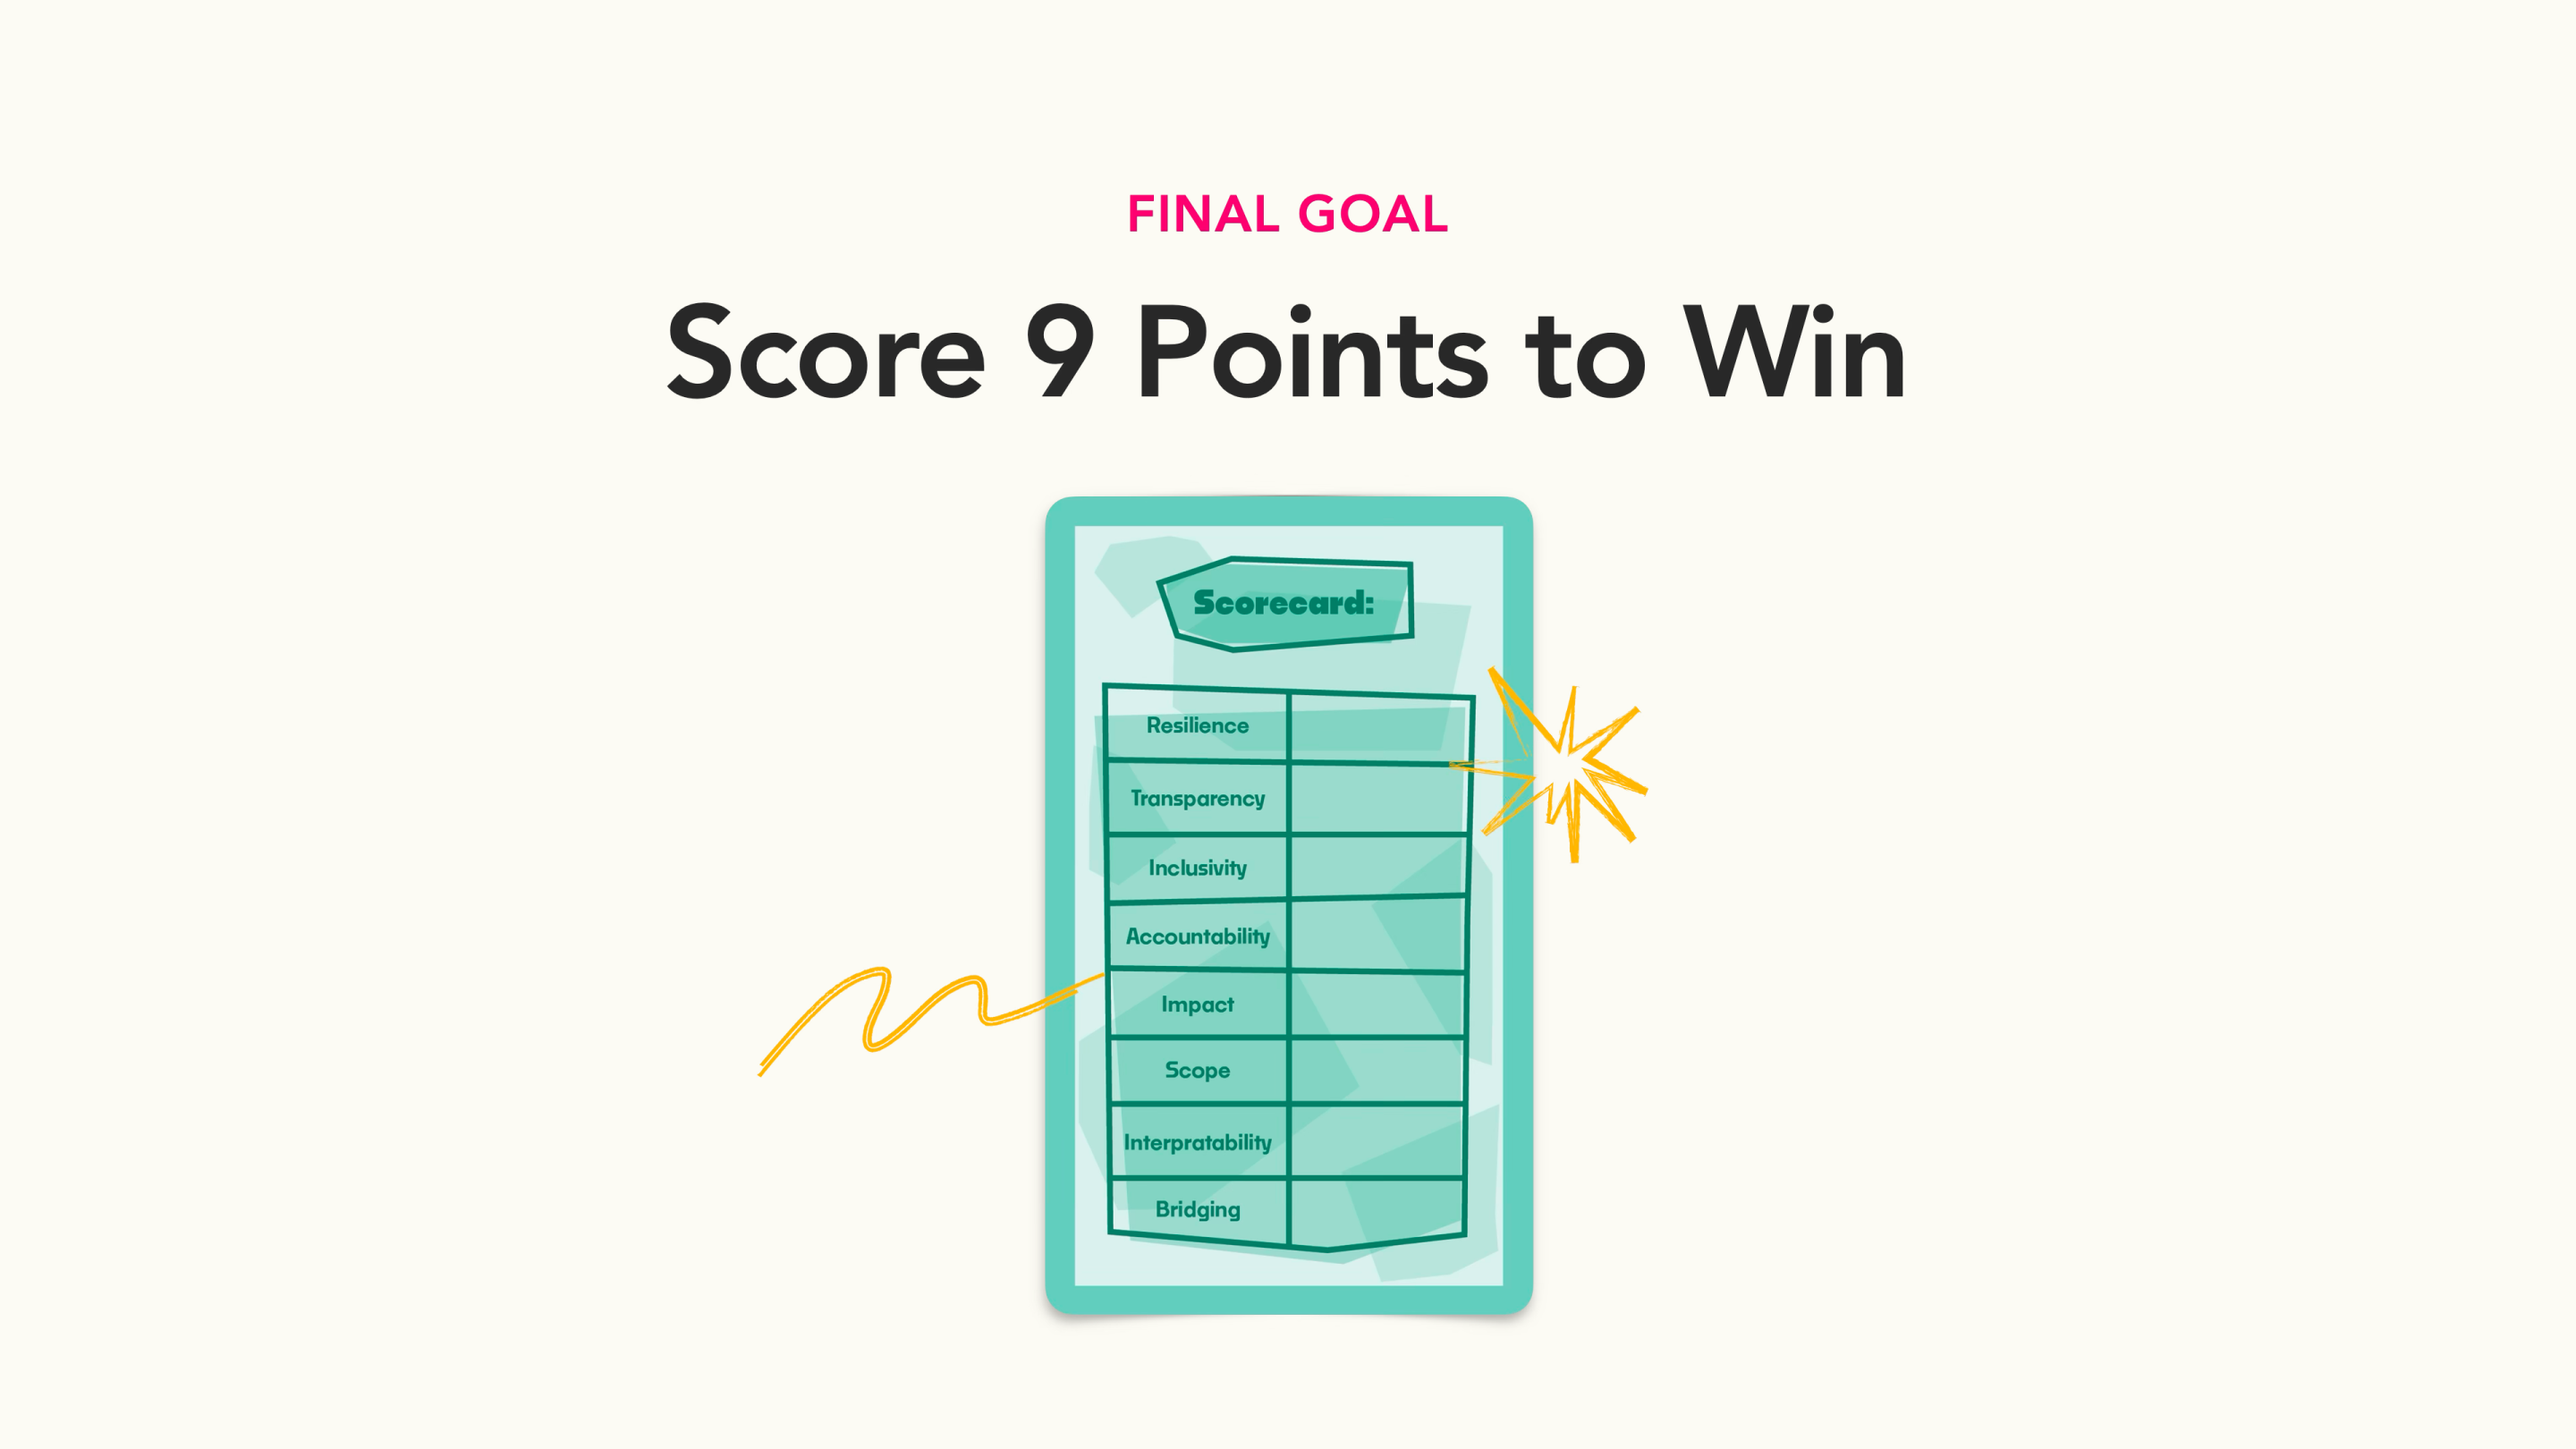 FINAL GOAL
Score 9 Points to Win
Scorecard:
Resilience
Transparency
Inclusivity
Accountability
Impact
Scope
Interpratability
Bridging